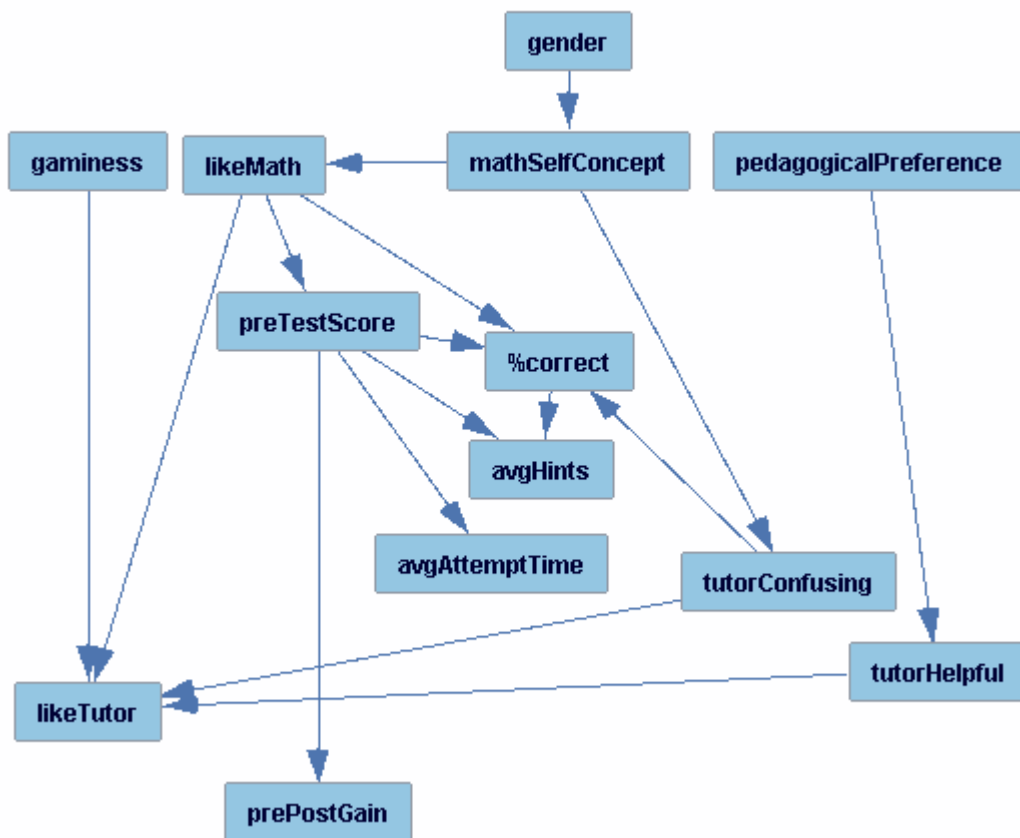 gender
gaminess
likeMath
mathSelfConcept
pedagogicalPreference
preTestScore
%correct
avgHints
avgAttemptTime
tutorConfusing
tutorHelpful
likeTutor
prePostGain